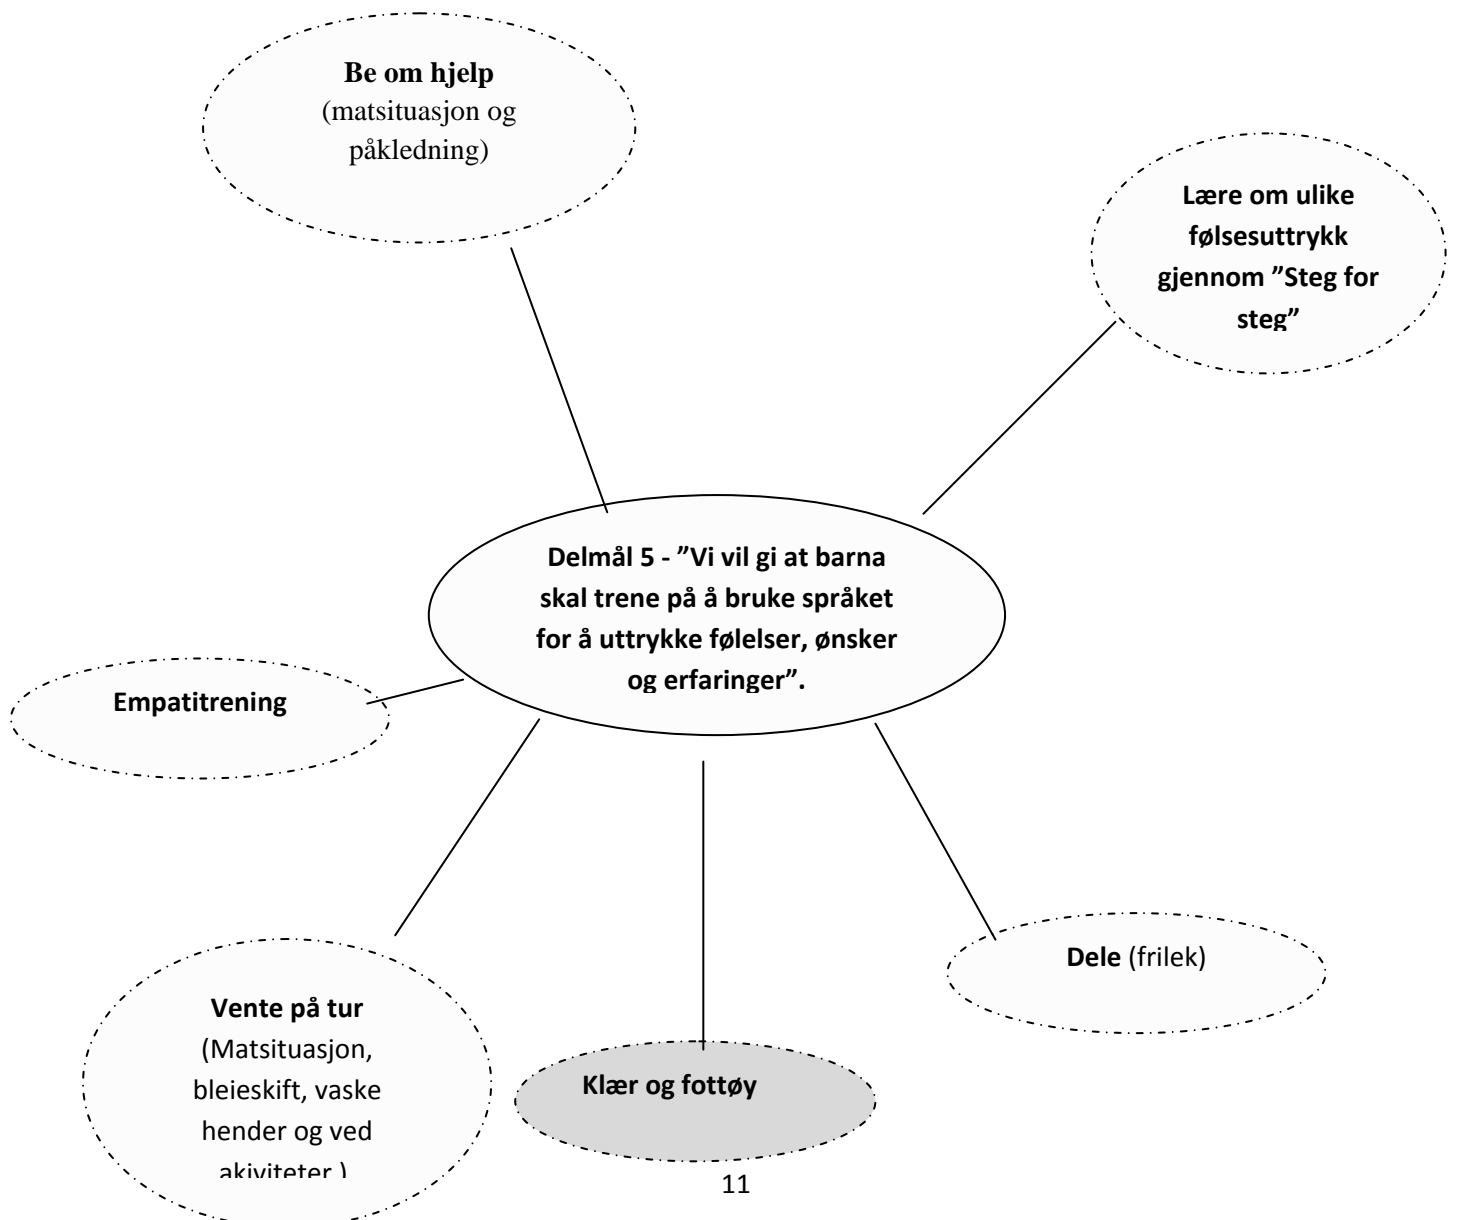 Be om hjelp
(matsituasjon og
påkledning)
Lære om ulike
følsesuttrykk
gjennom ”Steg for
steg”
Delmål 5 - ”Vi vil gi at barna
skal trene på å bruke språket
for å uttrykke følelser, ønsker
og erfaringer”.
Empatitrening
Dele (frilek)
Vente på tur
(Matsituasjon,
bleieskift, vaske
hender og ved
akiviteter )
Klær og fottøy
11